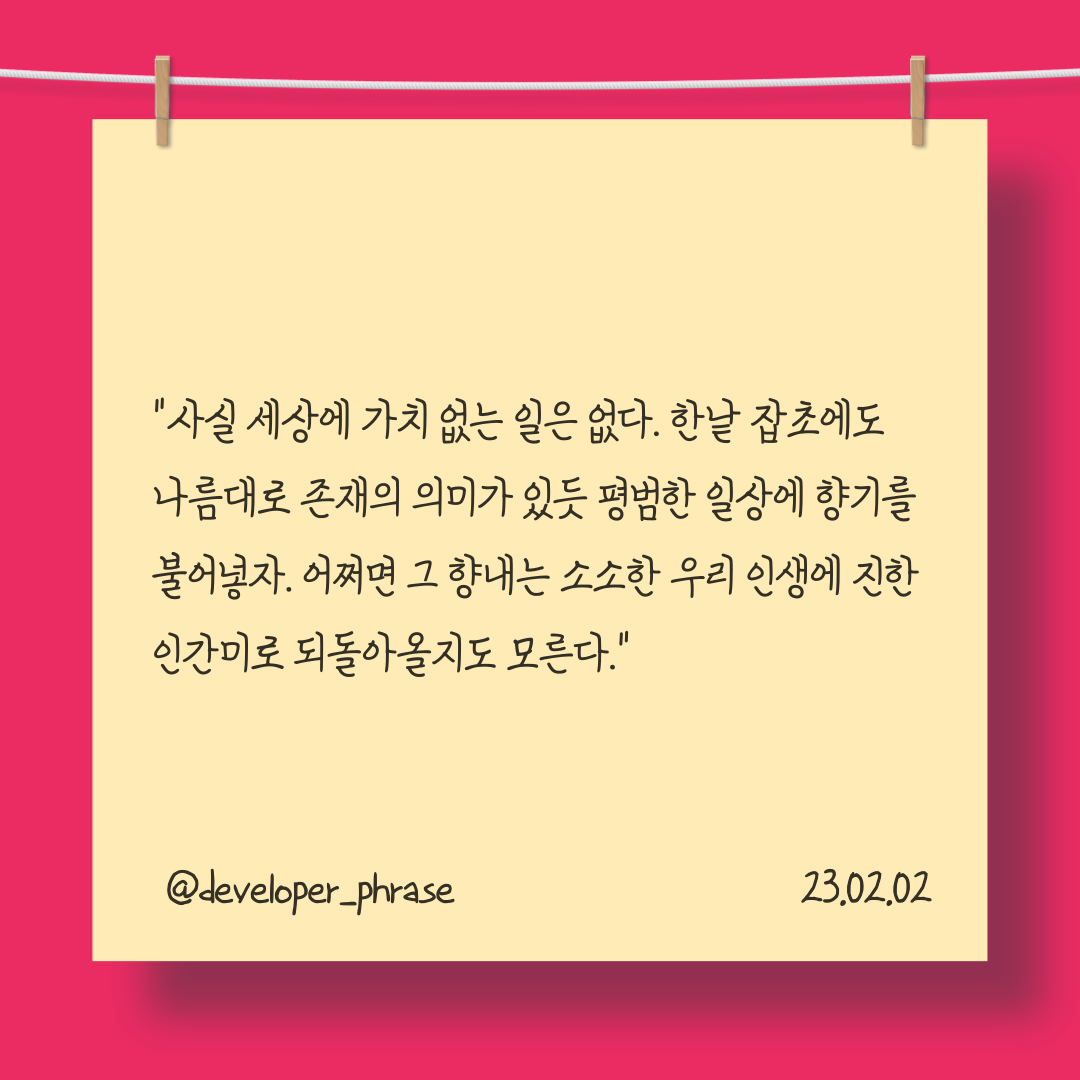 "사실 세상에 가치 없는 일은 없다. 한낱 잡초에도
나름대로 존재의 의미가 있듯 평범한 일상에 향기를
불어넣자. 어쩌면 그 향내는 소소한 우리 인생에 진한
인간미로 되돌아올지도 모른다."
@developer_phrase
23.02.02